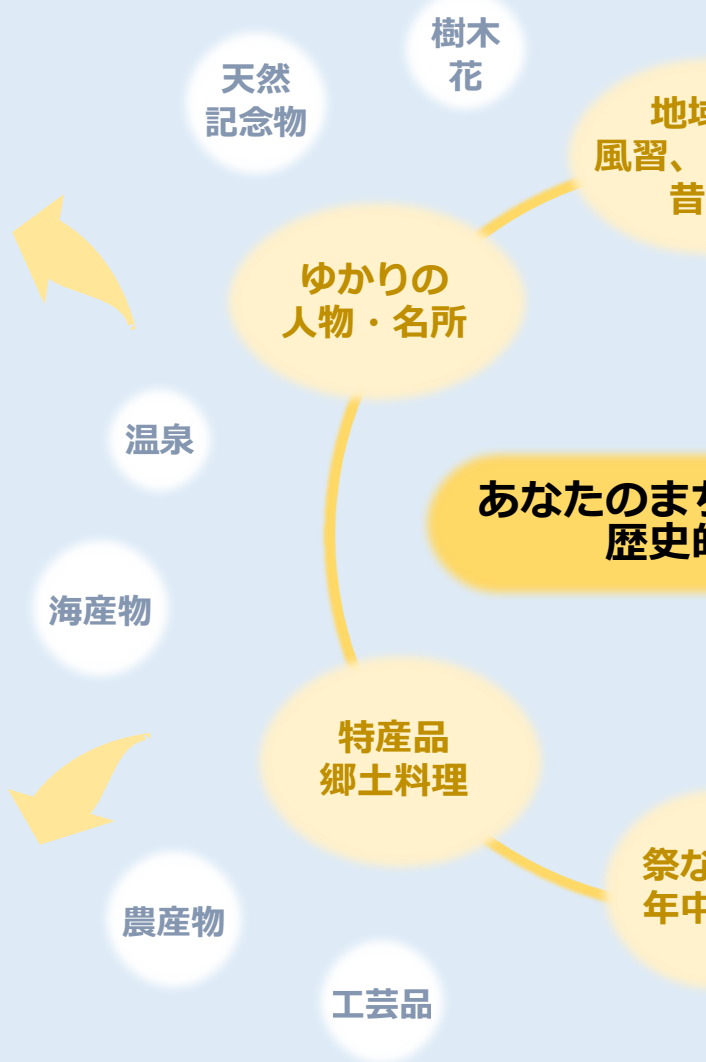 樹木
花
天然
記念物
地域
風習、
昔
ゆかりの
人物・名所
温泉
あなたのまち
歴史的
海産物
特産品
郷土料理
祭な
年中
農産物
工芸品